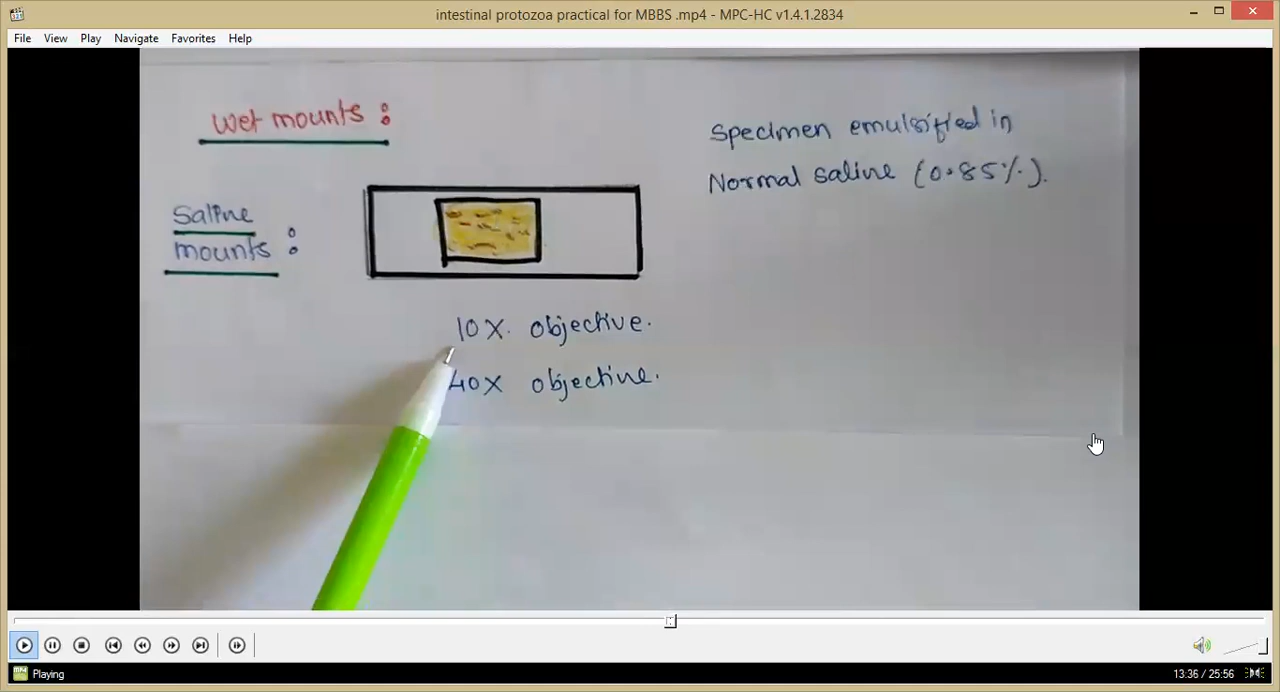 intestinal protozoa practical for MBBS .mp4 - MPC-HC v1.4.1.2834
File View Play Navigate Favorites Help
Wet mounts :
Specimen emulsified in
Normal saline (0.85%).
Saline
mounts :
10X. objective.
40X objective.
Playing
13:36 / 25:56